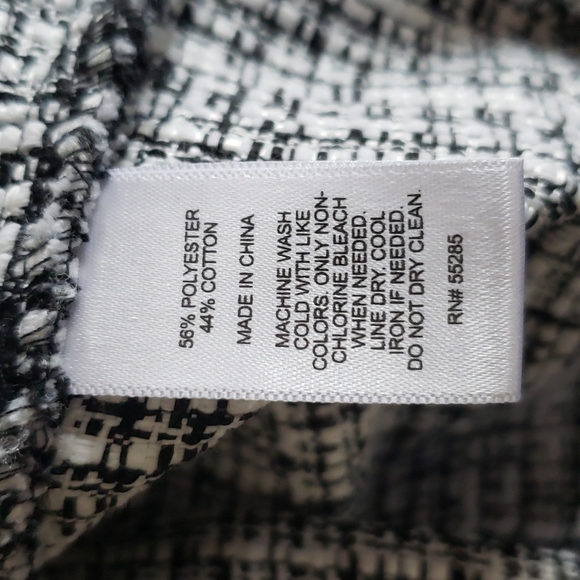 56% POLYESTER
44% COTTON
MADE IN CHINA
MACHINE WASH
COLD WITH LIKE
COLORS. ONLY NON-
CHLORINE BLEACH
WHEN NEEDED.
LINE DRY. COOL
IRON IF NEEDED.
DO NOT DRY CLEAN.
RN# 55285